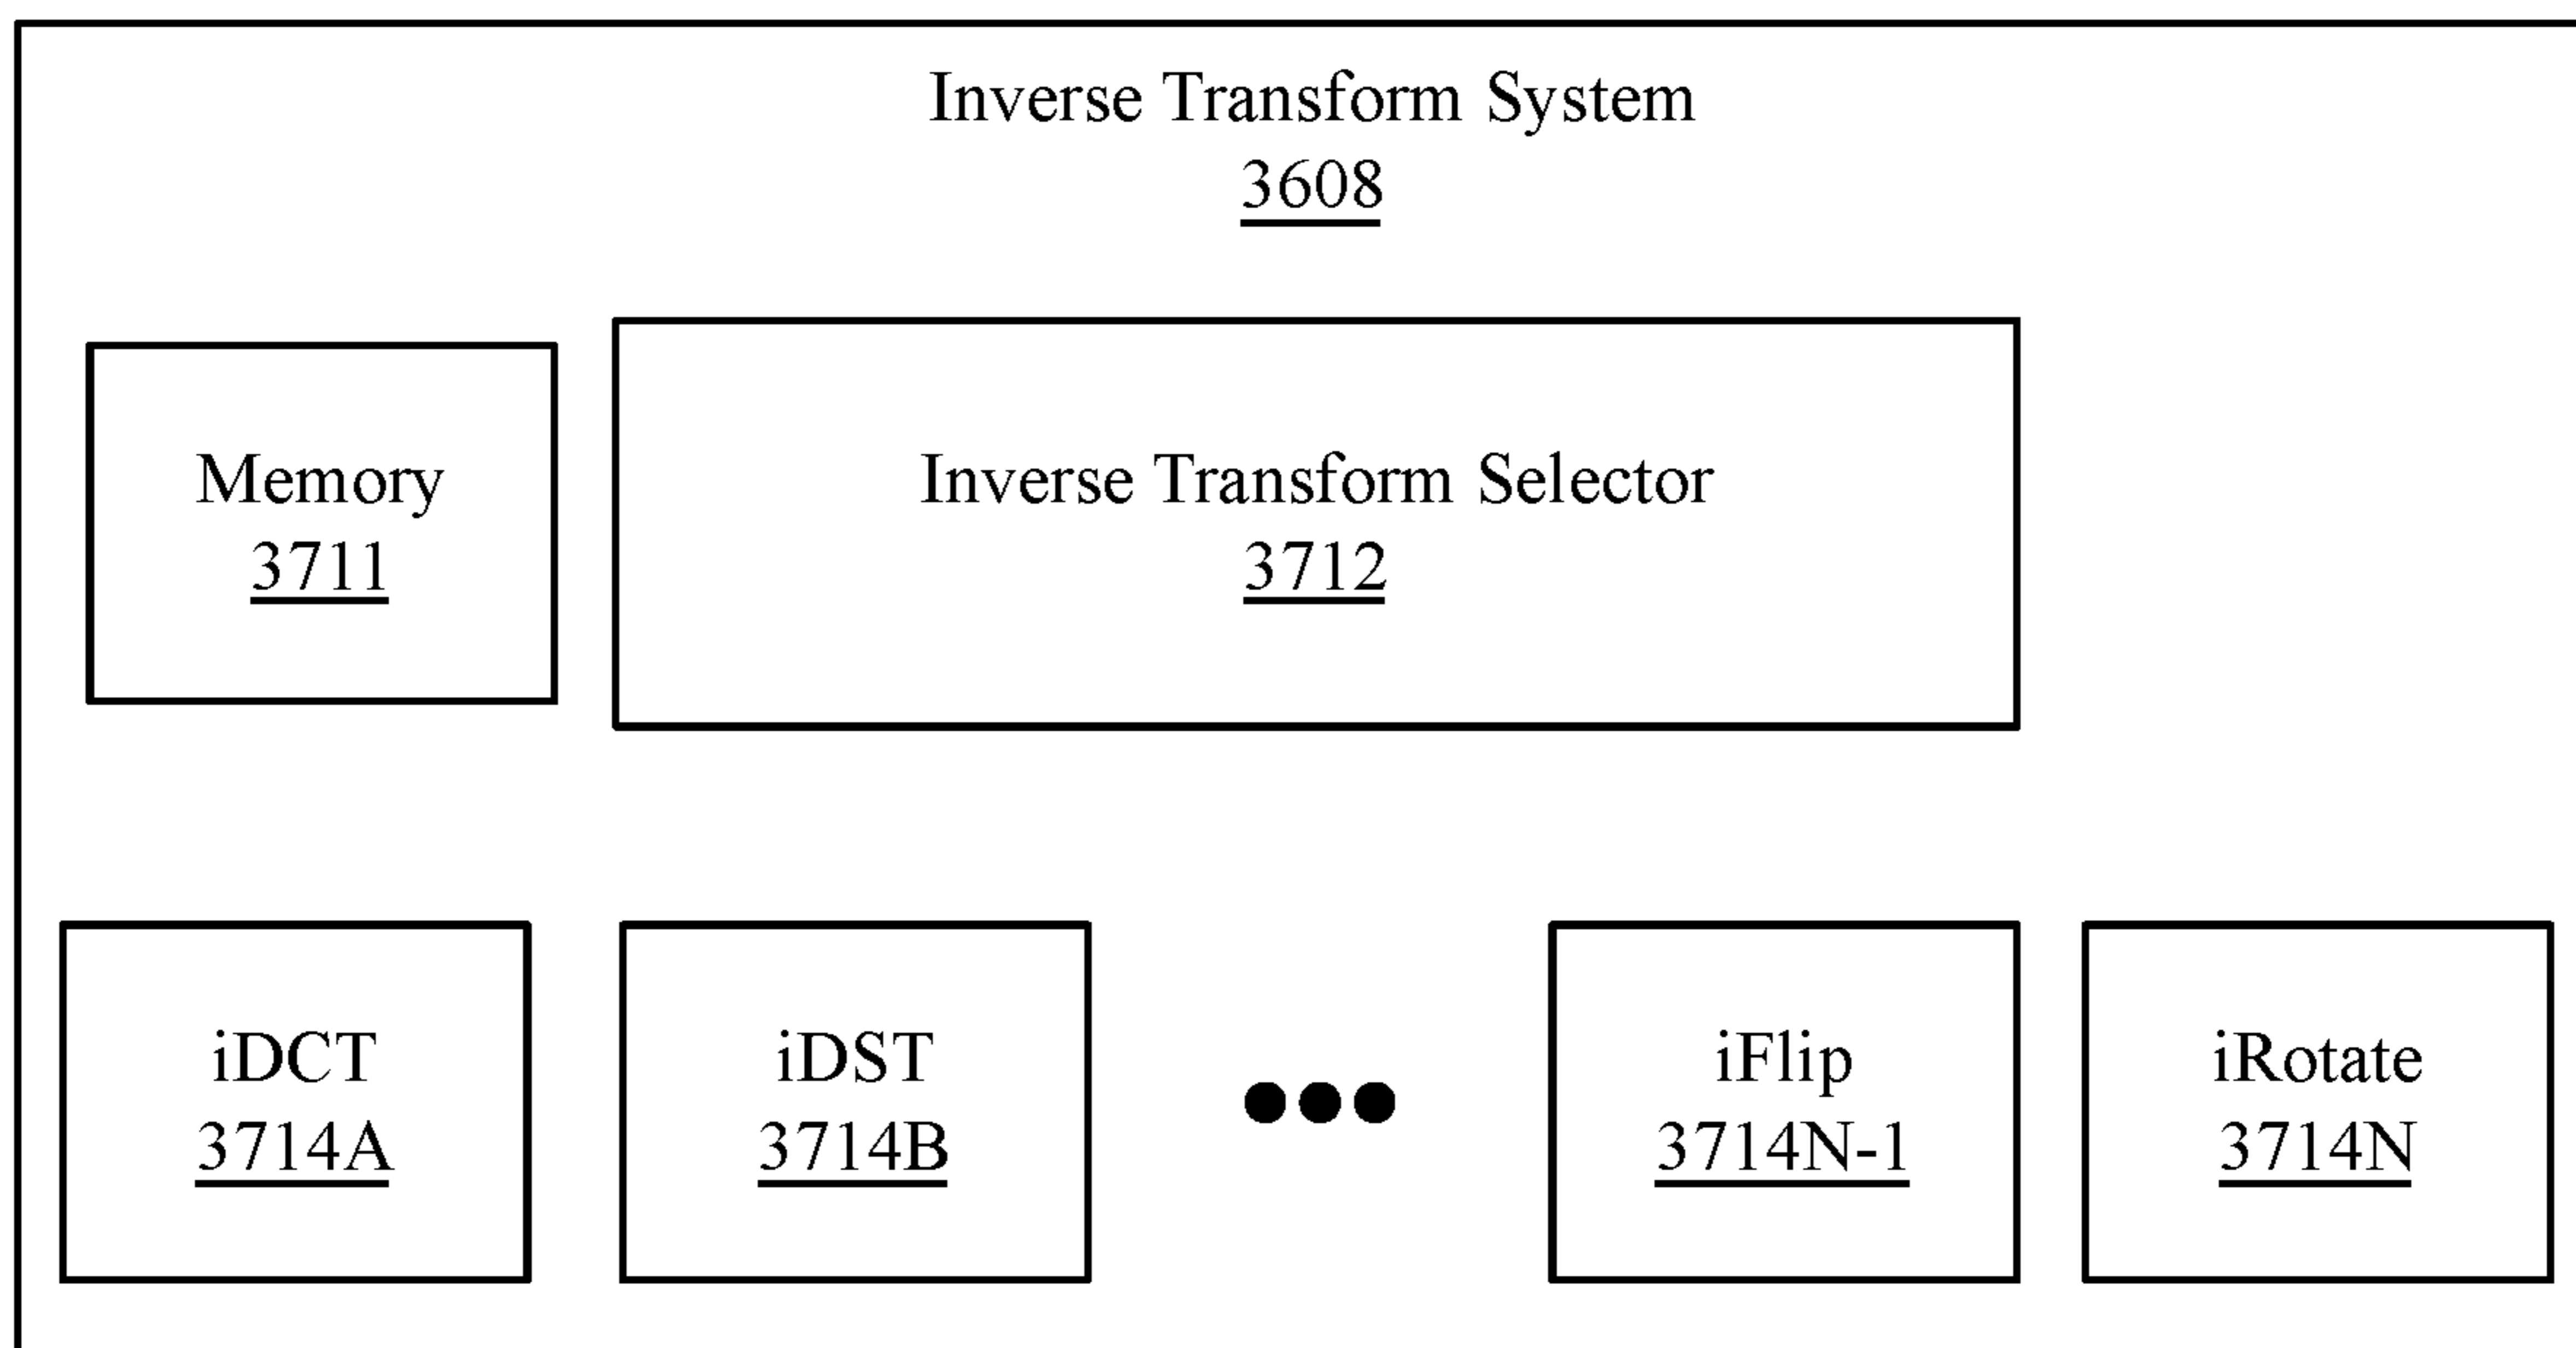 Inverse Transform System
3608
Memory
3711
Inverse Transform Selector
3712
iDCT
3714A
iDST
3714B
iFlip
3714N-1
iRotate
3714N